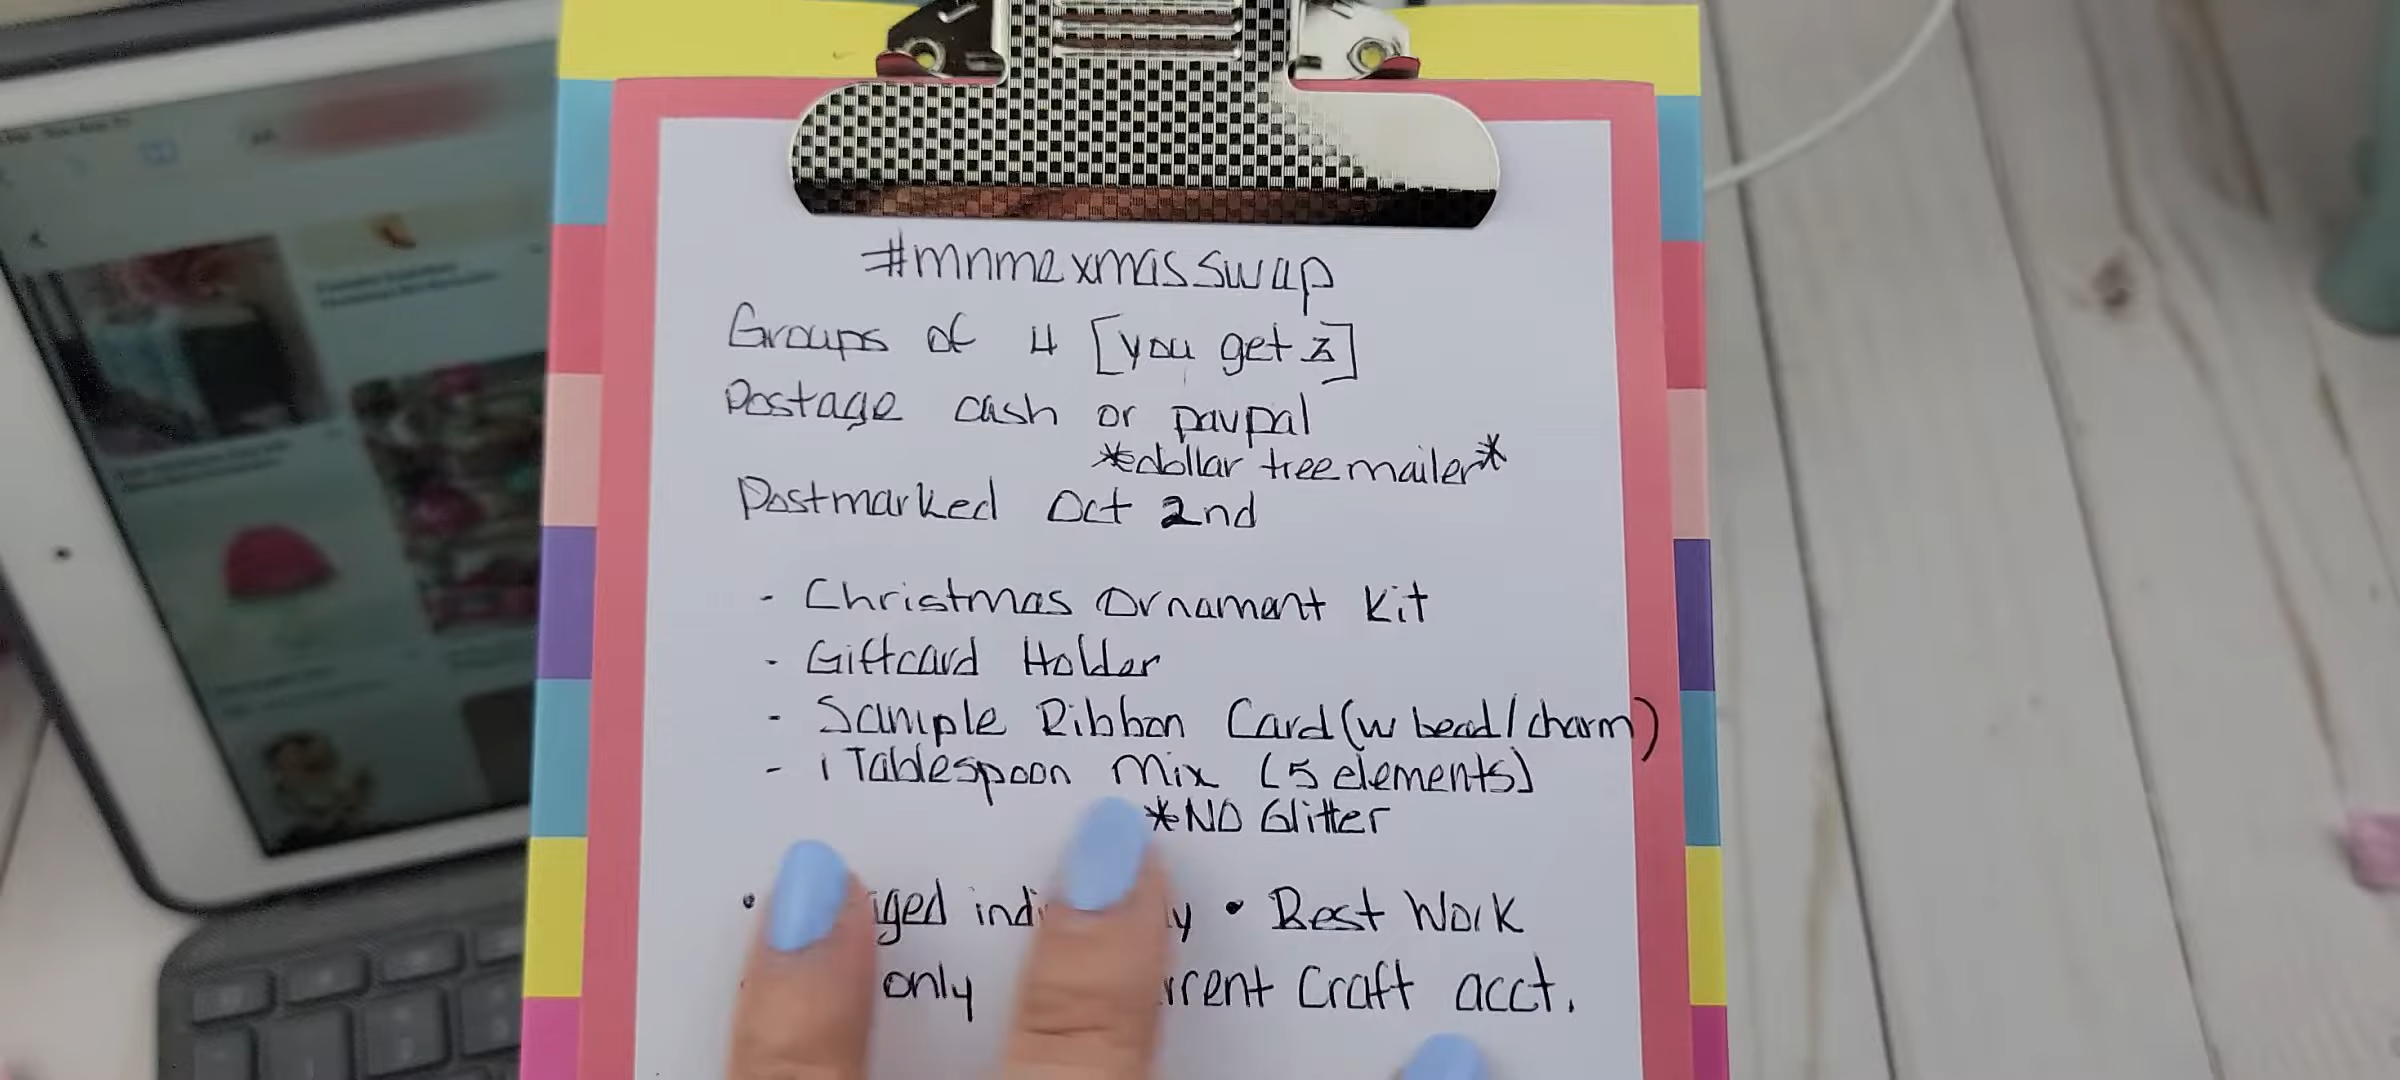 #mnmexmasswap
Groups of 4 [you get 3]
Postage cash or paypal
*dollar tree mailer*
Postmarked Oct 2nd
- Christmas Ornament Kit
- Giftcard Holder
- Sample Ribbon Card (w bead/charm)
- 1 Tablespoon Mix (5 elements)
*NO Glitter
• Best Work
only
Craft acct.